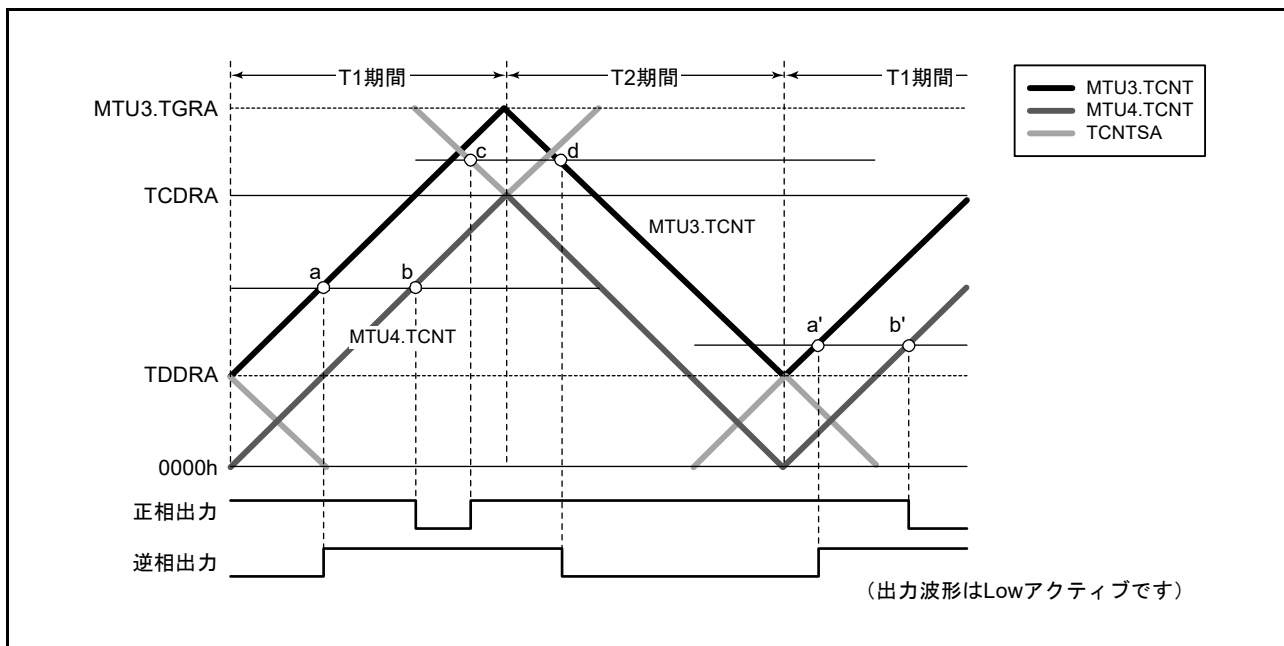 T1期間
T2期間
T1期間
MTU3.TCNT
MTU4.TCNT
TCNTSA
MTU3.TGRA
c
d
TCDRA
MTU3.TCNT
a
b
MTU4.TCNT
a'
b'
TDDRA
0000h
正相出力
逆相出力
（出力波形はLowアクティブです）